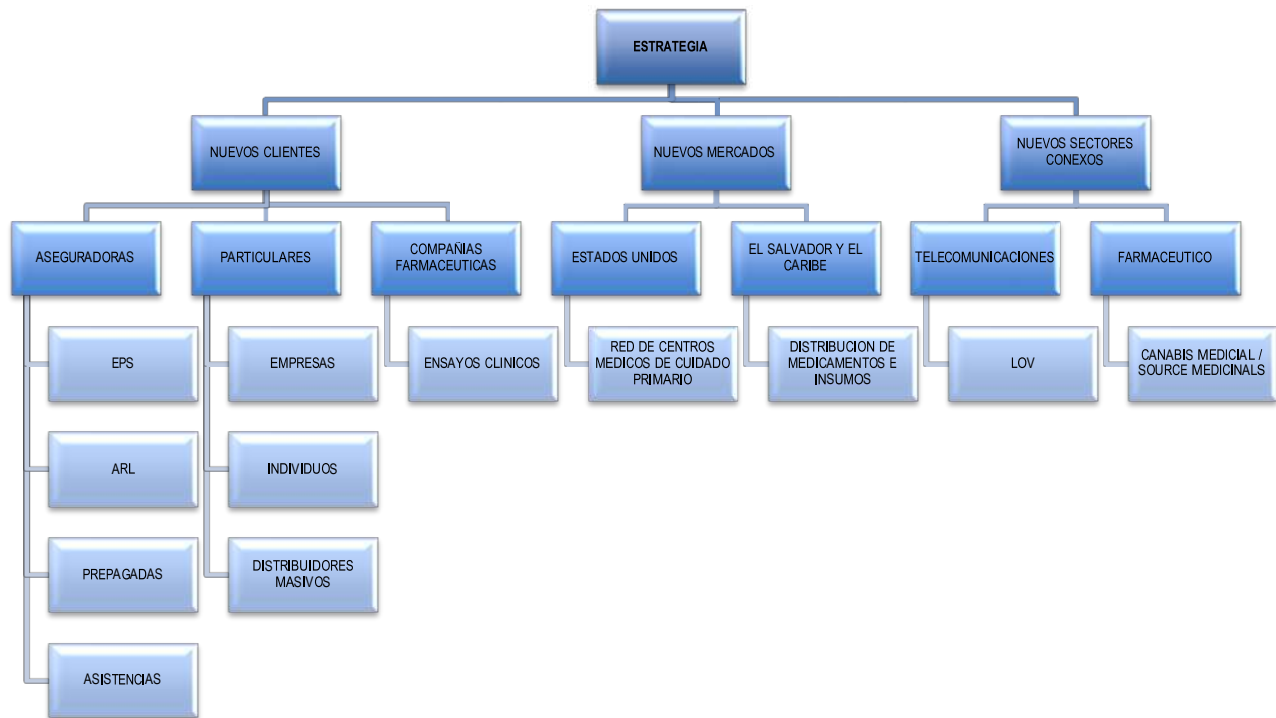 ESTRATEGIA
NUEVOS CLIENTES
NUEVOS MERCADOS
NUEVOS SECTORES
CONEXOS
ASEGURADORAS
PARTICULARES
COMPAÑIAS
FARMACEUTICAS
ESTADOS UNIDOS
EL SALVADOR Y EL
CARIBE
TELECOMUNICACIONES
FARMACEUTICO
EPS
EMPRESAS
ENSAYOS CLINICOS
RED DE CENTROS
MEDICOS DE CUIDADO
PRIMARIO
DISTRIBUCION DE
MEDICAMENTOS E
INSUMOS
LOV
CANABIS MEDICIAL /
SOURCE MEDICINALS
ARL
INDIVIDUOS
PREPAGADAS
DISTRIBUIDORES
MASIVOS
ASISTENCIAS